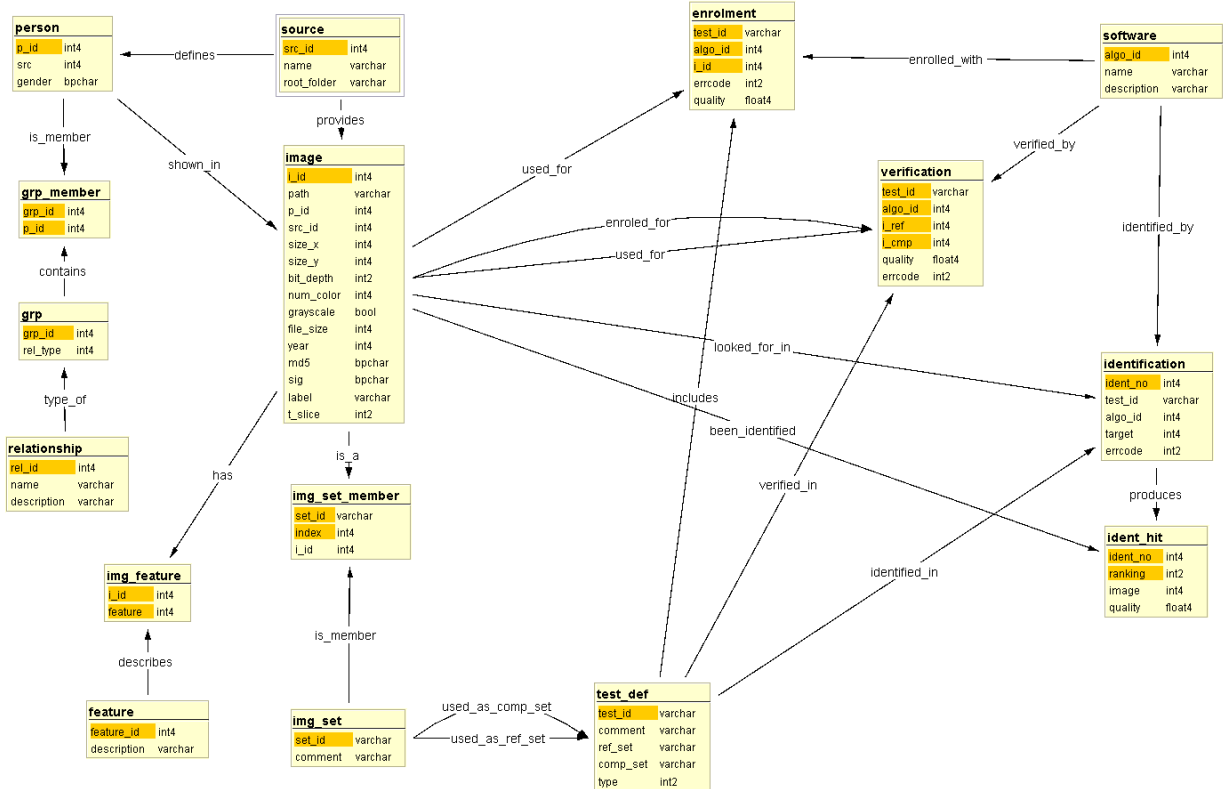 person
p_id int4
src int4
gender bpchar
source
src_id int4
name varchar
root_folder varchar
enrolment
test_id varchar
algo_id int4
i_id int4
errcode int2
quality float4
software
algo_id int4
name varchar
description varchar
defines
enrolled_with
provides
is_member
shown_in
used_for
verified_by
image
i_id int4
path varchar
p_id int4
src_id int4
size_x int4
size_y int4
bit_depth int2
num_color int4
grayscale bool
file_size int4
year int4
md5 bpchar
sig bpchar
label varchar
t_slice int2
verification
test_id varchar
algo_id int4
i_ref int4
i_cmp int4
quality float4
errcode int2
grp_member
grp_id int4
p_id int4
enroled_for
used_for
identified_by
contains
grp
grp_id int4
rel_type int4
looked_for_in
identification
ident_no int4
test_id varchar
algo_id int4
target int4
errcode int2
type_of
includes
been_identified
relationship
rel_id int4
name varchar
description varchar
is_a
has
verified_in
produces
img_set_member
set_id varchar
index int4
i_id int4
ident_hit
ident_no int4
ranking int2
image int4
quality float4
img_feature
i_id int4
feature int4
identified_in
is_member
describes
feature
feature_id int4
description varchar
img_set
set_id varchar
comment varchar
used_as_comp_set
used_as_ref_set
test_def
test_id varchar
comment varchar
ref_set varchar
comp_set varchar
type int2